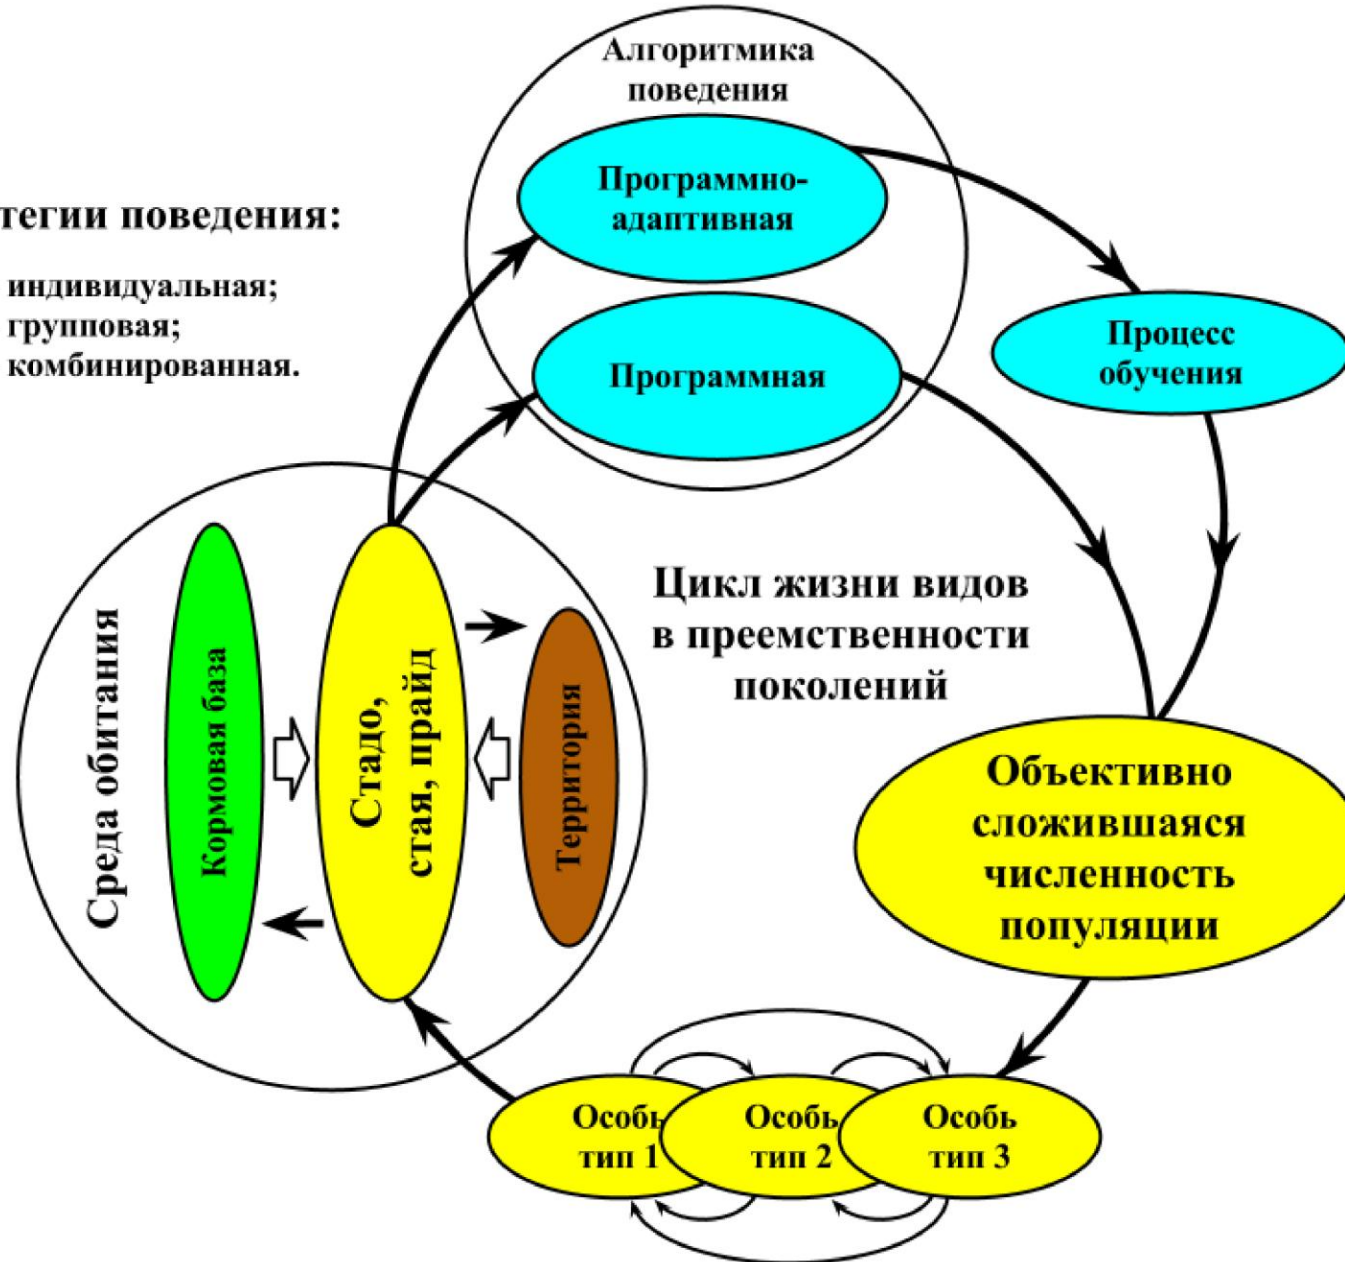 Алгоритмика
поведения
Программно-
адаптивная
тегии поведения:
индивидуальная;
групповая;
комбинированная.
Программная
Процесс
обучения
Среда обитания
Кормовая база
Стадо,
стая, прайд
Территория
Цикл жизни видов
в преемственности
поколений
Объективно
сложившаяся
численность
популяции
Особь
тип 1
Особь
тип 2
Особь
тип 3